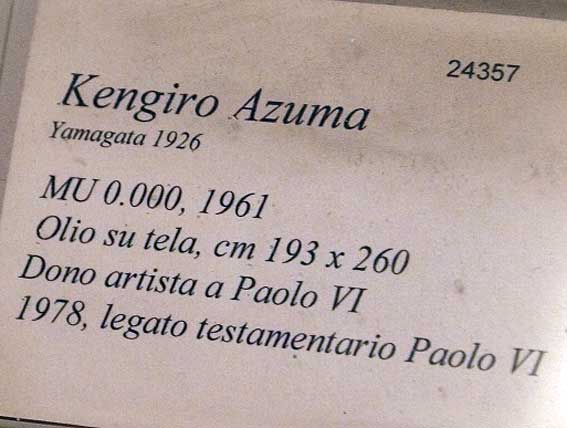 24357
Kengiro Azuma
Yamagata 1926
MU 0.000, 1961
Olio su tela, cm 193 x 260
Dono artista a Paolo VI
1978, legato testamentario Paolo VI